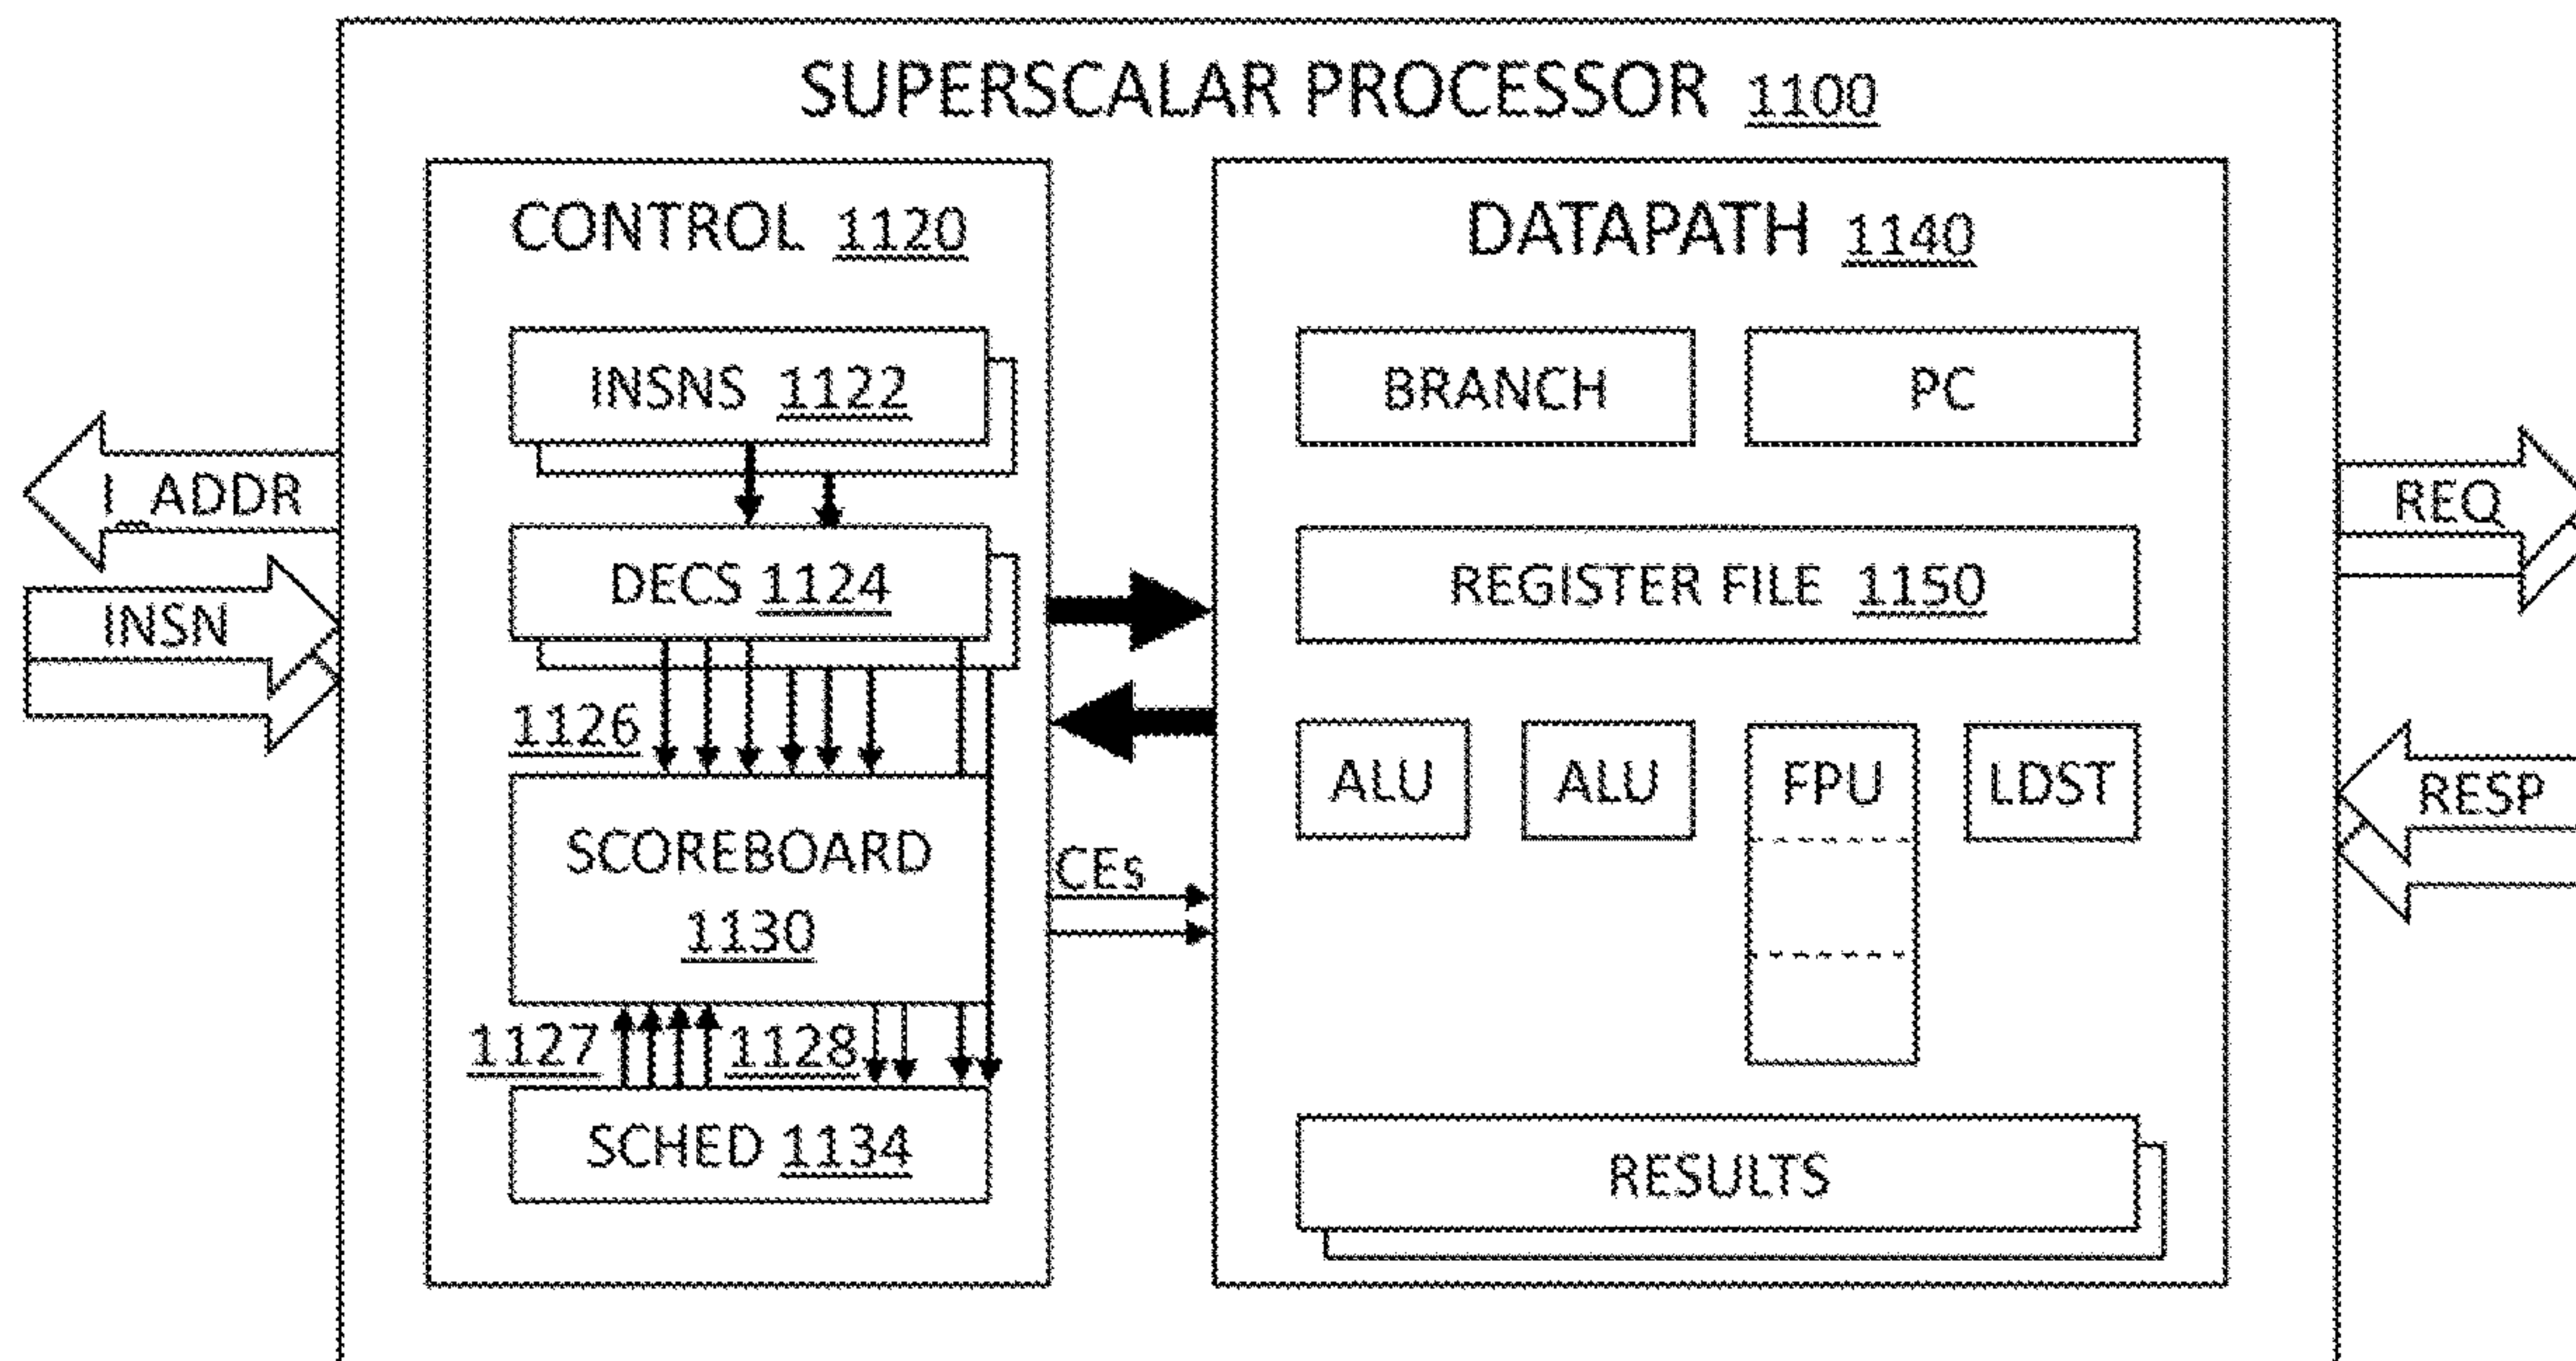 SUPERSCALAR PROCESSOR 1100
CONTROL 1120
INSNS 1122
DECS 1124
1126
SCOREBOARD
1130
1127 1128
SCHED 1134
I_ADDR
INSN
CEs
DATAPATH 1140
BRANCH PC
REGISTER FILE 1150
ALU ALU FPU LDST
RESULTS
REQ
RESP